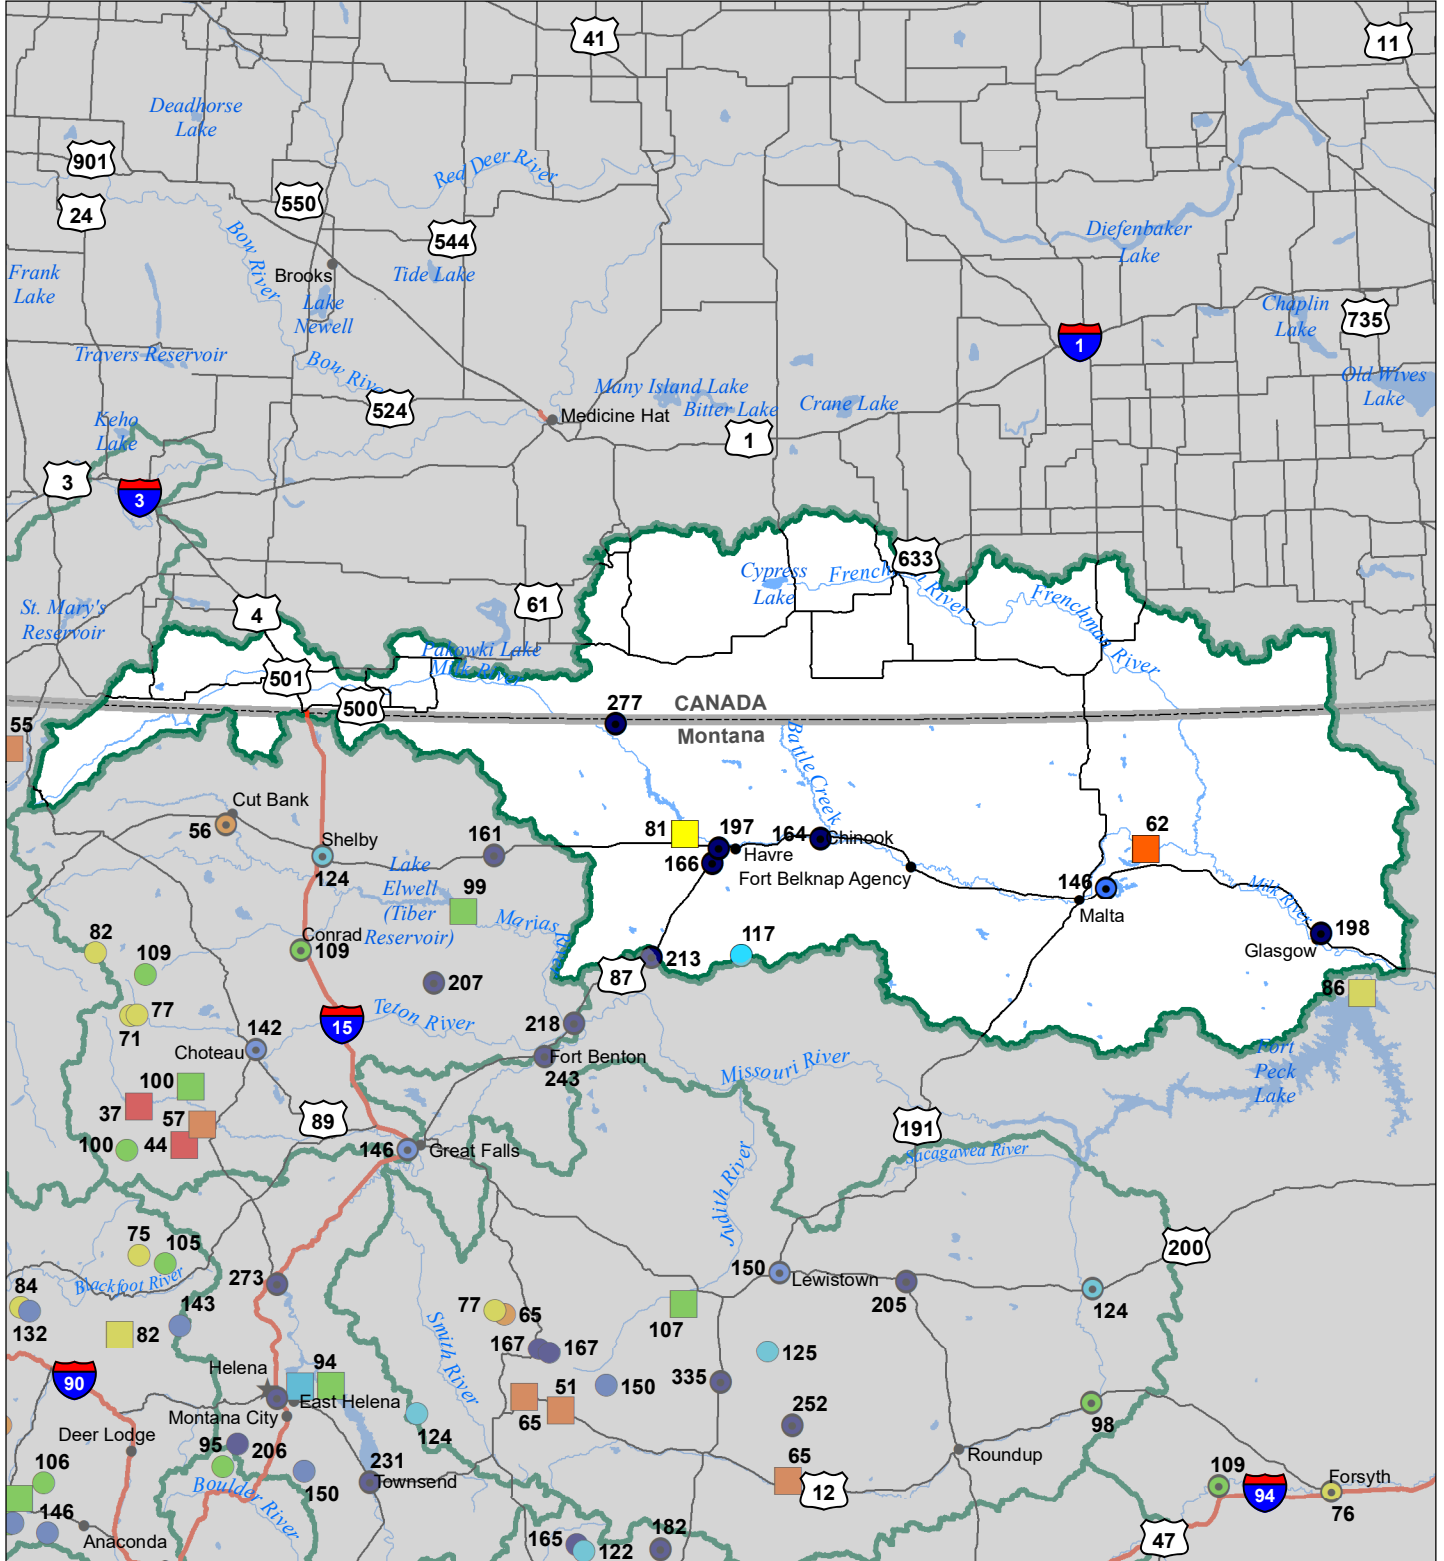 41
11
Deadhorse
Lake
901
Red Deer River
550
24
544
Bow River
Diefenbaker
Lake
Brooks
Tide Lake
Frank
Lake
Lake
Newell
Chaplin
Lake
735
1
Travers Reservoir
Bow River
Many Island Lake
Old Wives
Lake
524
Bitter Lake
Crane Lake
Keho
Lake
Medicine Hat
1
3
3
633
Cypress
Lake
Frenchman River
61
4
St. Mary's
Reservoir
Frenchman River
Pakowki Lake
Milk River
501
500
277
CANADA
Montana
55
Battle Creek
Cut Bank
56
81
197
164
Chinook
62
Shelby
161
Havre
166
124
Lake
Elwell
(Tiber
Reservoir)
99
Fort Belknap Agency
146
Milk River
Malta
Marias River
82
Conrad
109
109
198
Glasgow
213
117
87
86
207
77
71
Teton River
15
142
218
Choteau
Fort Benton
243
Missouri River
Fort
Peck
Lake
100
37
57
89
191
100
44
146
Great Falls
Sacagawea River
Judith River
75
105
200
Blackfoot River
273
150
Lewistown
205
124
84
132
143
77
65
107
82
Smith River
167
167
125
Helena
94
90
51
150
335
East Helena
65
252
Montana City
124
98
Deer Lodge
95
206
Roundup
231
Townsend
65
12
106
109
94
Forsyth
76
150
Boulder River
146
Anaconda
165
122
182
47